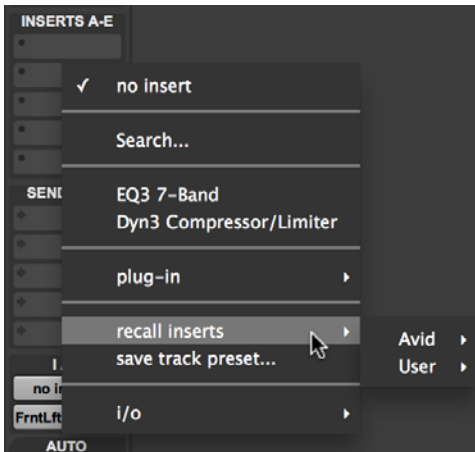 INSERTS A-E
✓ no insert
Search...
EQ3 7-Band
Dyn3 Compressor/Limiter
plug-in
recall inserts
save track preset...
i/o
Avid
User
SEND
no in
FrntLft
AUTO